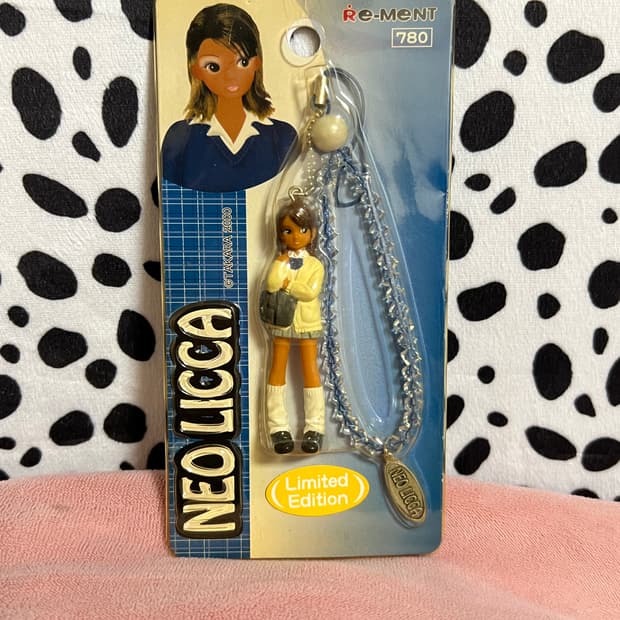 Re-MeNT
780
©TAKARA 2000
NEO LICCA
Limited
Edition
NEO LICCA